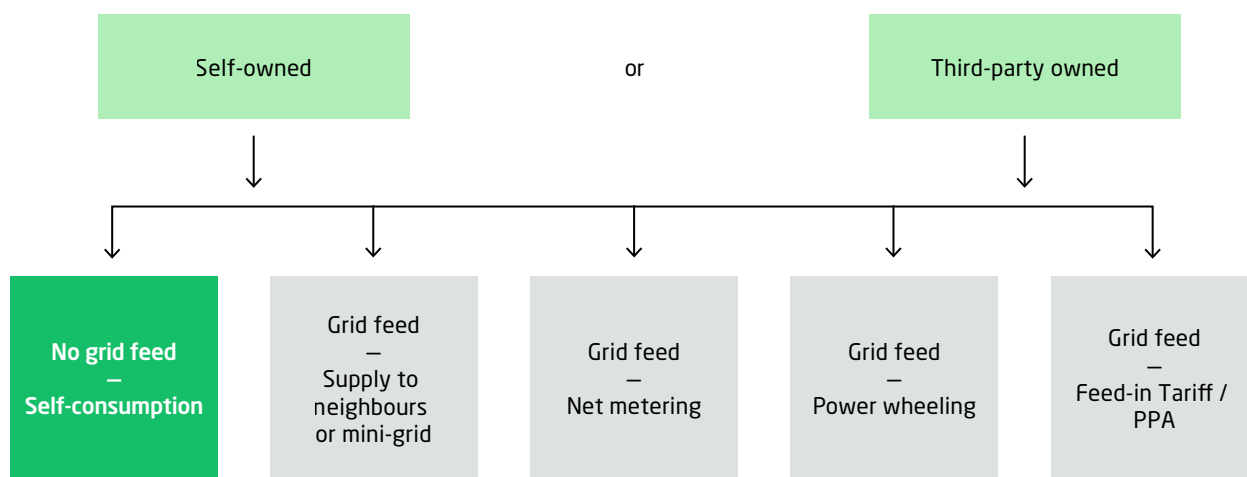 Self-owned
or
Third-party owned
No grid feed
—
Self-consumption
Grid feed
—
Supply to
neighbours
or mini-grid
Grid feed
—
Net metering
Grid feed
—
Power wheeling
Grid feed
—
Feed-in Tariff /
PPA